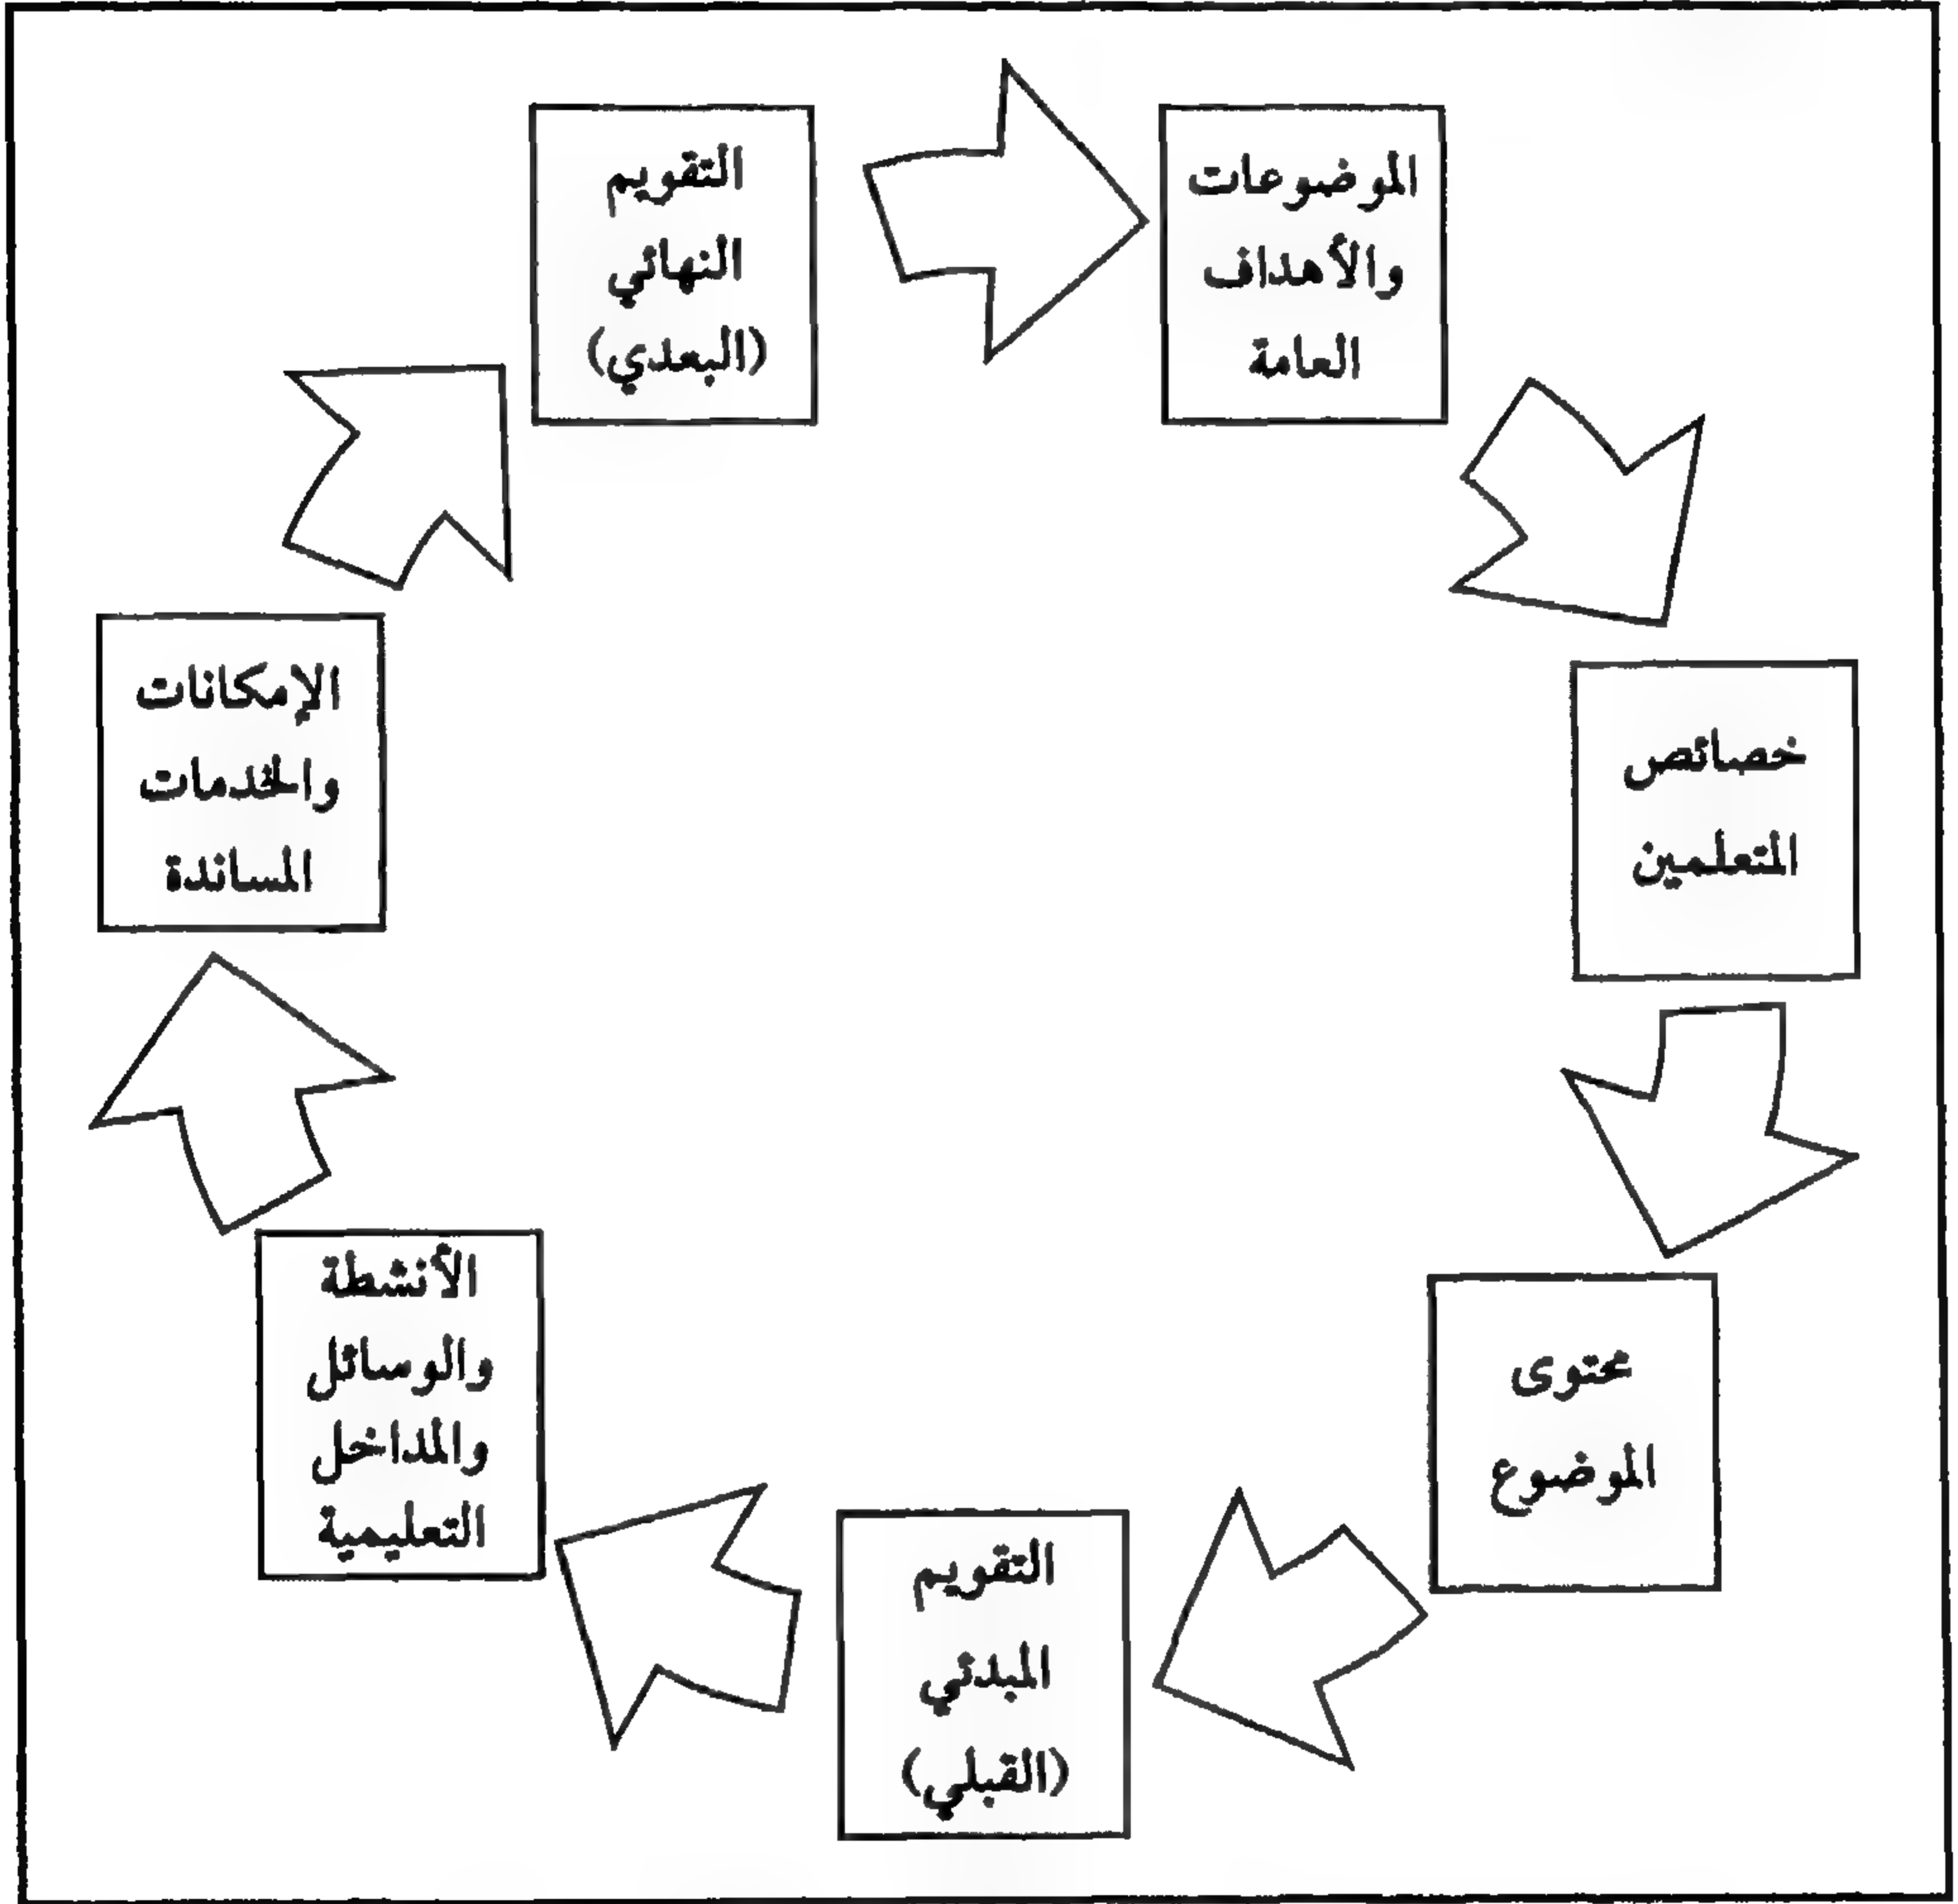 الموضوعات
والأهداف
العامة
خصائص
المتعلمين
محتوى
الموضوع
التقويم
المبدئي
(القبلي)
الأنشطة
والوسائل
والمداخل
التعليمية
الإمكانات
والخدمات
المساندة
التقويم
النهائي
(البعدي)